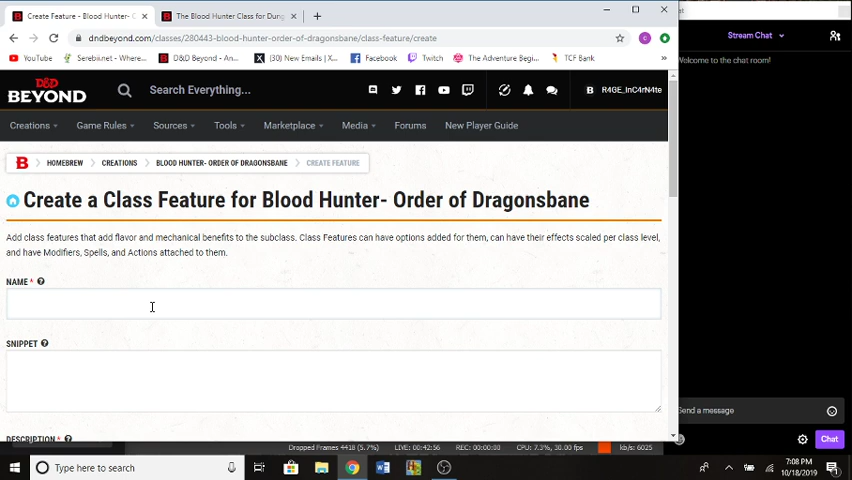 Create Feature - Blood Hunter- O
The Blood Hunter Class for Dung
dndbeyond.com/classes/280443-blood-hunter-order-of-dragonsbane/class-feature/create
YouTube
Serebii.net - Where...
D&D Beyond - An...
(30) New Emails | X...
Facebook
Twitch
The Adventure Begi...
TCF Bank
Stream Chat
Welcome to the chat room!
D&D
BEYOND
Search Everything...
R4GE_InC4rN4te
Creations
Game Rules
Sources
Tools
Marketplace
Media
Forums
New Player Guide
HOMEBREW
CREATIONS
BLOOD HUNTER- ORDER OF DRAGONSBANE
CREATE FEATURE
Create a Class Feature for Blood Hunter- Order of Dragonsbane
Add class features that add flavor and mechanical benefits to the subclass. Class Features can have options added for them, can have their effects scaled per class level,
and have Modifiers, Spells, and Actions attached to them.
NAME *
SNIPPET
DESCRIPTION *
Send a message
Chat
Dropped Frames 4418 (5.7%)
LIVE: 00:42:56
REC: 00:00:00
CPU: 7.3%, 30.00 fps
kb/s: 6025
Type here to search
7:08 PM
10/18/2019